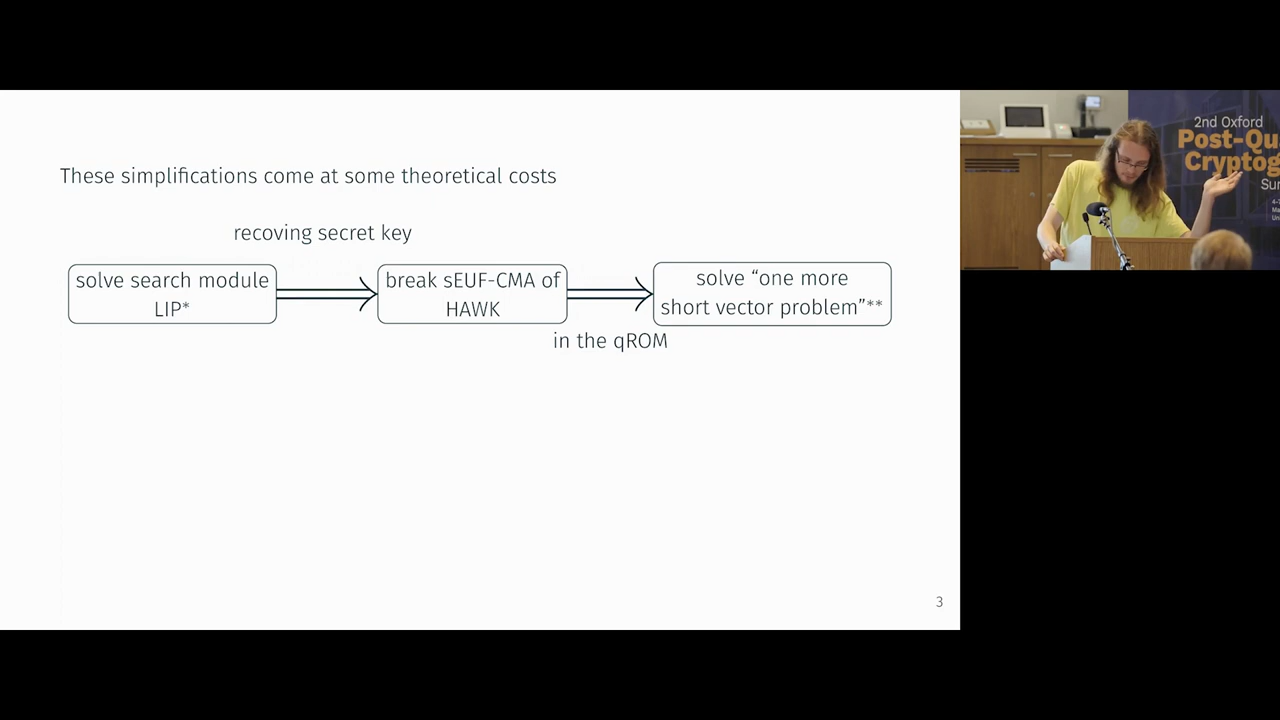 These simplifications come at some theoretical costs
recoving secret key
solve search module
LIP*
break sEUF-CMA of
HAWK
solve “one more
short vector problem”**
in the qROM
3
2nd Oxford
Post-Qu
Cryptog
Su